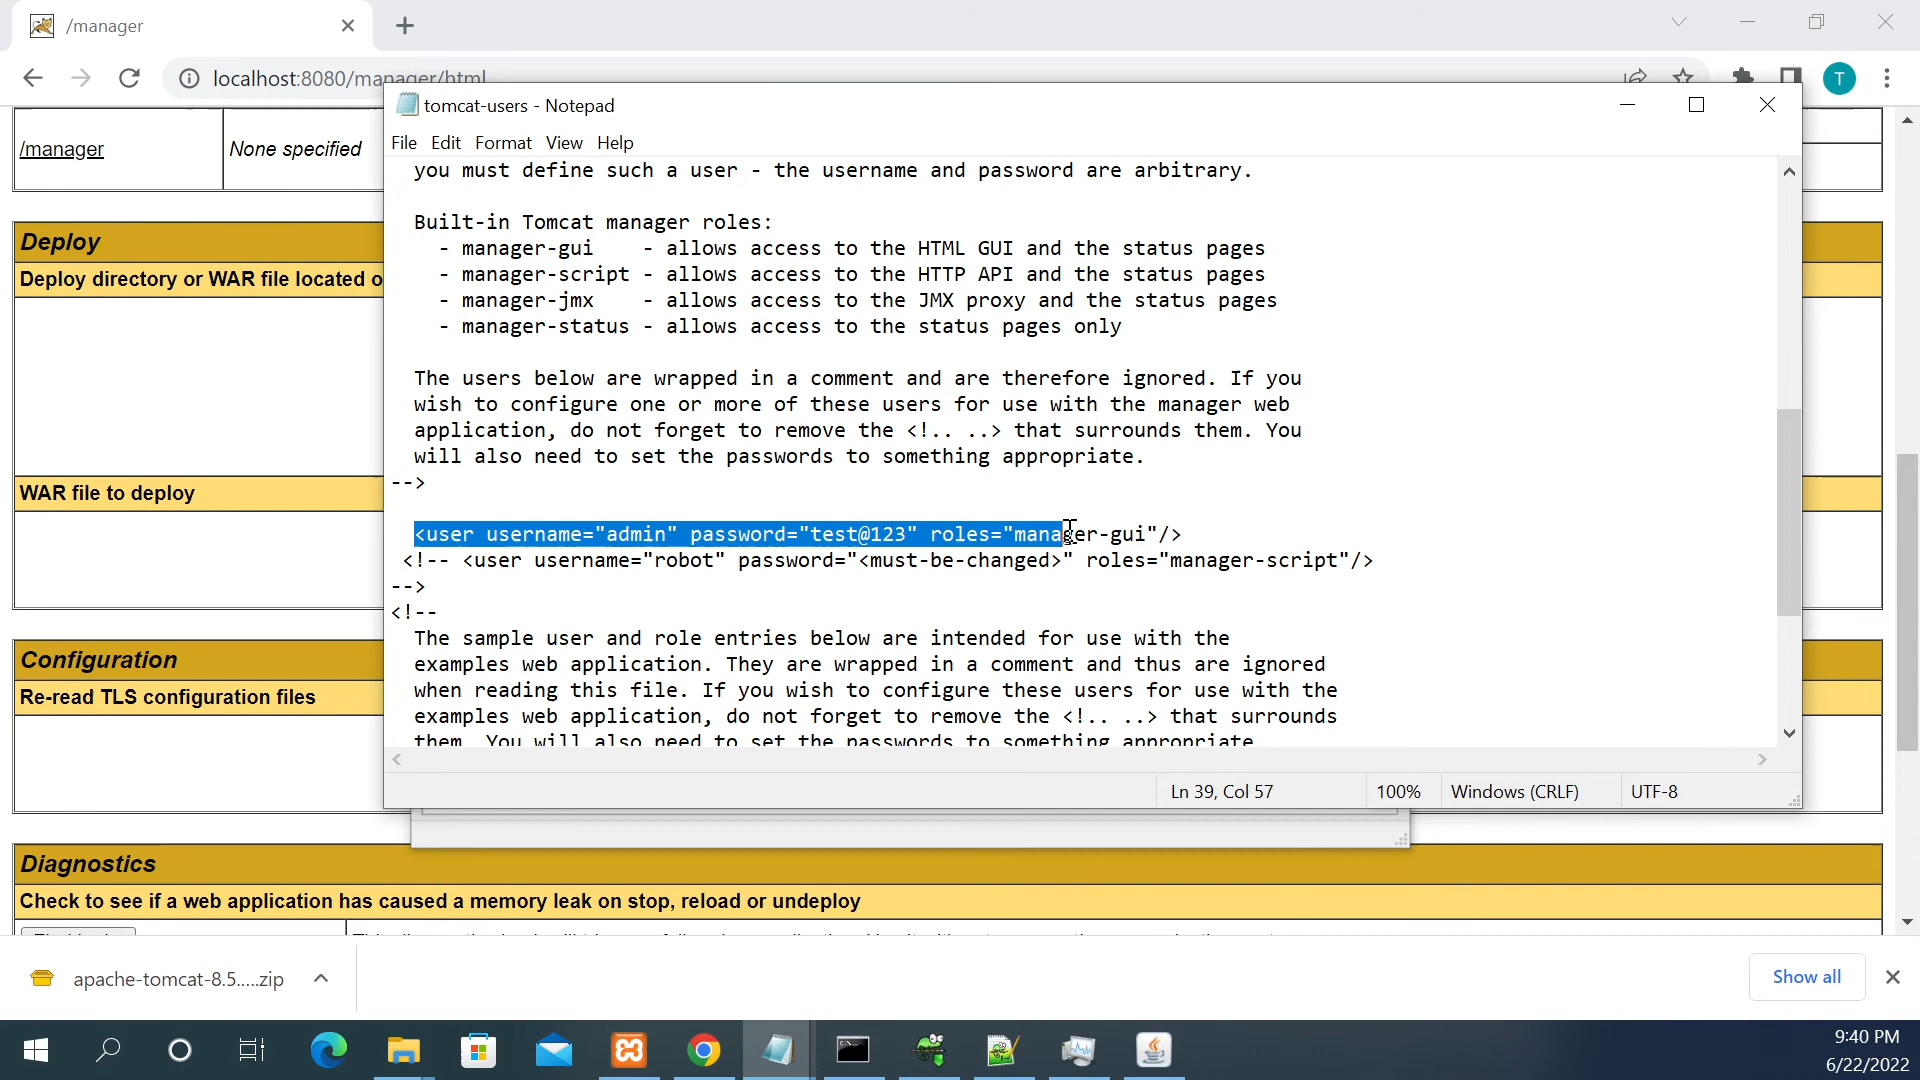 /manager
localhost:8080/manager/html
T
/manager
None specified
Deploy
Deploy directory or WAR file located o
WAR file to deploy
Configuration
Re-read TLS configuration files
Diagnostics
Check to see if a web application has caused a memory leak on stop, reload or undeploy
tomcat-users - Notepad
File Edit Format View Help
you must define such a user - the username and password are arbitrary.
Built-in Tomcat manager roles:
- manager-gui    - allows access to the HTML GUI and the status pages
- manager-script - allows access to the HTTP API and the status pages
- manager-jmx    - allows access to the JMX proxy and the status pages
- manager-status - allows access to the status pages only
The users below are wrapped in a comment and are therefore ignored. If you
wish to configure one or more of these users for use with the manager web
application, do not forget to remove the <!.. ..> that surrounds them. You
will also need to set the passwords to something appropriate.
-->
<user username="admin" password="test@123" roles="manager-gui"/>
<!-- <user username="robot" password="<must-be-changed>" roles="manager-script"/>
-->
<!--
The sample user and role entries below are intended for use with the
examples web application. They are wrapped in a comment and thus are ignored
when reading this file. If you wish to configure these users for use with the
examples web application, do not forget to remove the <!.. ..> that surrounds
them. You will also need to set the passwords to something appropriate.
Ln 39, Col 57
100%
Windows (CRLF)
UTF-8
apache-tomcat-8.5.....zip
Show all
9:40 PM
6/22/2022